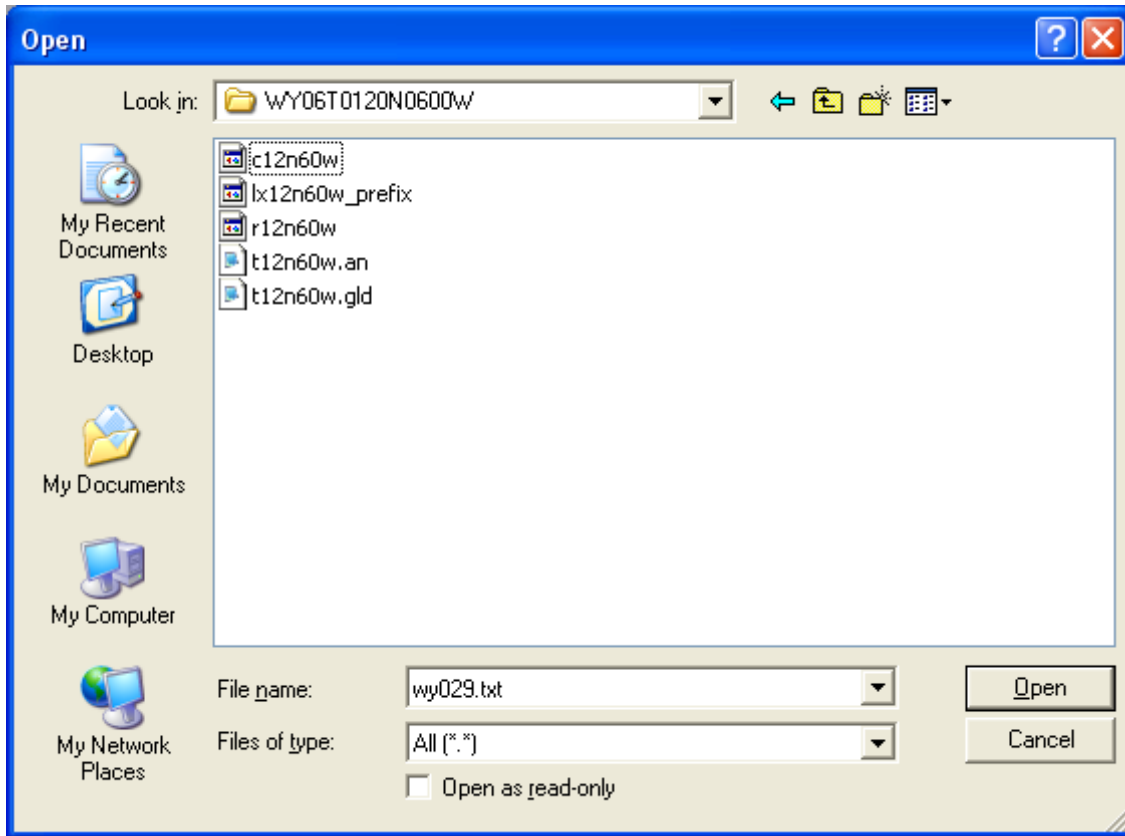 Open
Look in: WY06T0120N0600W
My Recent
Documents
Desktop
My Documents
My Computer
My Network
Places
c12n60w
lx12n60w_prefix
r12n60w
t12n60w.an
t12n60w.gld
File name: wy029.txt Open
Files of type: All (*.*) Cancel
Open as read-only